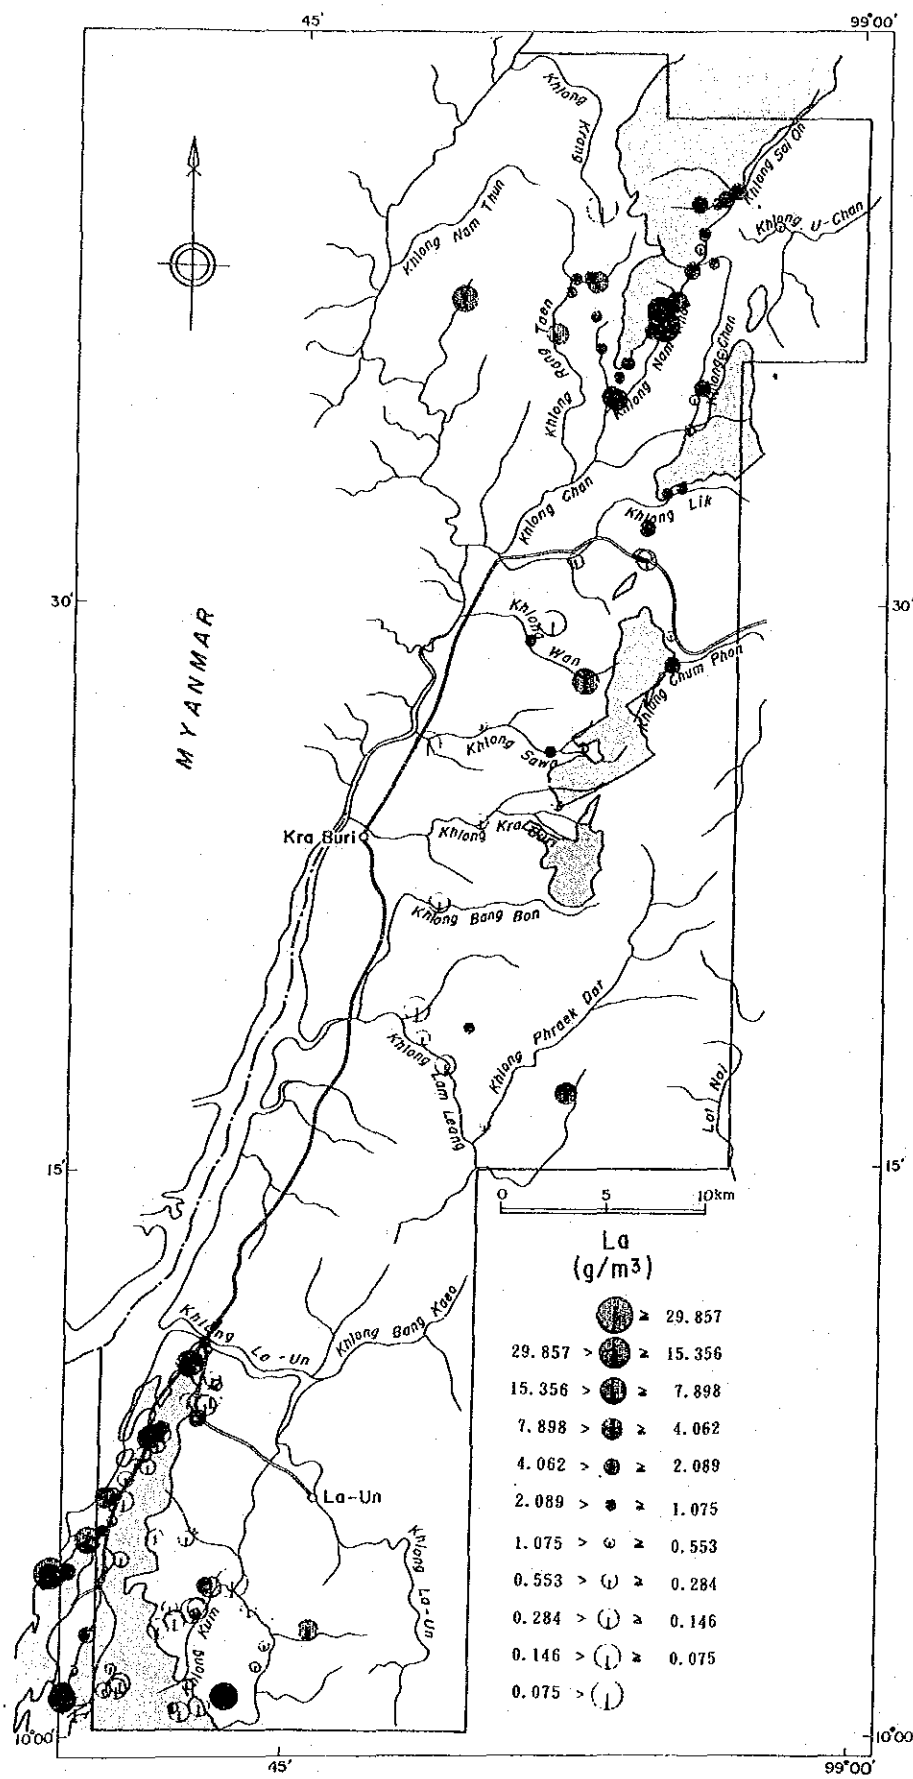 45'
99°00'
Khlong Krang
Khlong Sai On
Khlong U-Chan
Khlong Nam Thun
Khlong Rang Taen
Khlong Nam
Khlong Chan
Khlong Chan
Khlong Lik
30'
30'
Khlong Wan
MYANMAR
Khlong Chum Phon
Khlong Sawa
Kra Buri
Khlong Kra Buri
Khlong Bang Bon
Khlong Phraek Dat
Khlong Lam Leang
Lat Noi
15'
15'
0 5 10km
La
(g/m³)
≥ 29.857
29.857 > ≥ 15.356
15.356 > ≥ 7.898
7.898 > ≥ 4.062
4.062 > ≥ 2.089
2.089 > ≥ 1.075
1.075 > ≥ 0.553
0.553 > ≥ 0.284
0.284 > ≥ 0.146
0.146 > ≥ 0.075
0.075 >
Khlong La-Un
Khlong Bang Kaeo
La-Un
Khlong La-Un
Khlong Kum
10°00'
10°00'
45'
99°00'